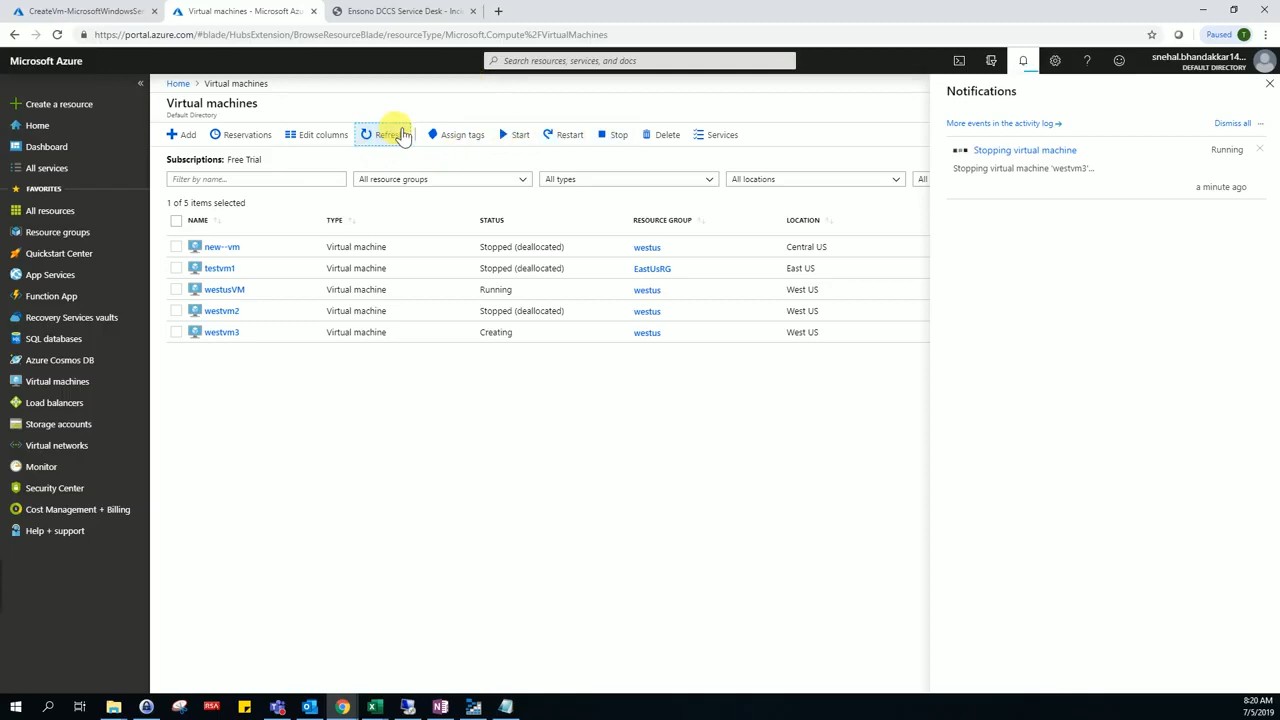 CreateVm-MicrosoftWindowsSer
Virtual machines - Microsoft Azu
Ensono DCCS Service Desk - Inci
https://portal.azure.com/#blade/HubsExtension/BrowseResourceBlade/resourceType/Microsoft.Compute%2FVirtualMachines
Paused
T
Microsoft Azure
Search resources, services, and docs
snehal.bhandakkar14...
DEFAULT DIRECTORY
Create a resource
Home
Dashboard
All services
FAVORITES
All resources
Resource groups
Quickstart Center
App Services
Function App
Recovery Services vaults
SQL databases
Azure Cosmos DB
Virtual machines
Load balancers
Storage accounts
Virtual networks
Monitor
Security Center
Cost Management + Billing
Help + support
Home > Virtual machines
Virtual machines
Default Directory
Add Reservations Edit columns Refresh Assign tags Start Restart Stop Delete Services
Subscriptions: Free Trial
Filter by name... All resource groups All types All locations All
1 of 5 items selected
NAME TYPE STATUS RESOURCE GROUP LOCATION
new--vm Virtual machine Stopped (deallocated) westus Central US
testvm1 Virtual machine Stopped (deallocated) EastUsRG East US
westusVM Virtual machine Running westus West US
westvm2 Virtual machine Stopped (deallocated) westus West US
westvm3 Virtual machine Creating westus West US
Notifications
More events in the activity log → Dismiss all ...
Stopping virtual machine Running
Stopping virtual machine 'westvm3'...
a minute ago
RSA
8:20 AM
7/5/2019